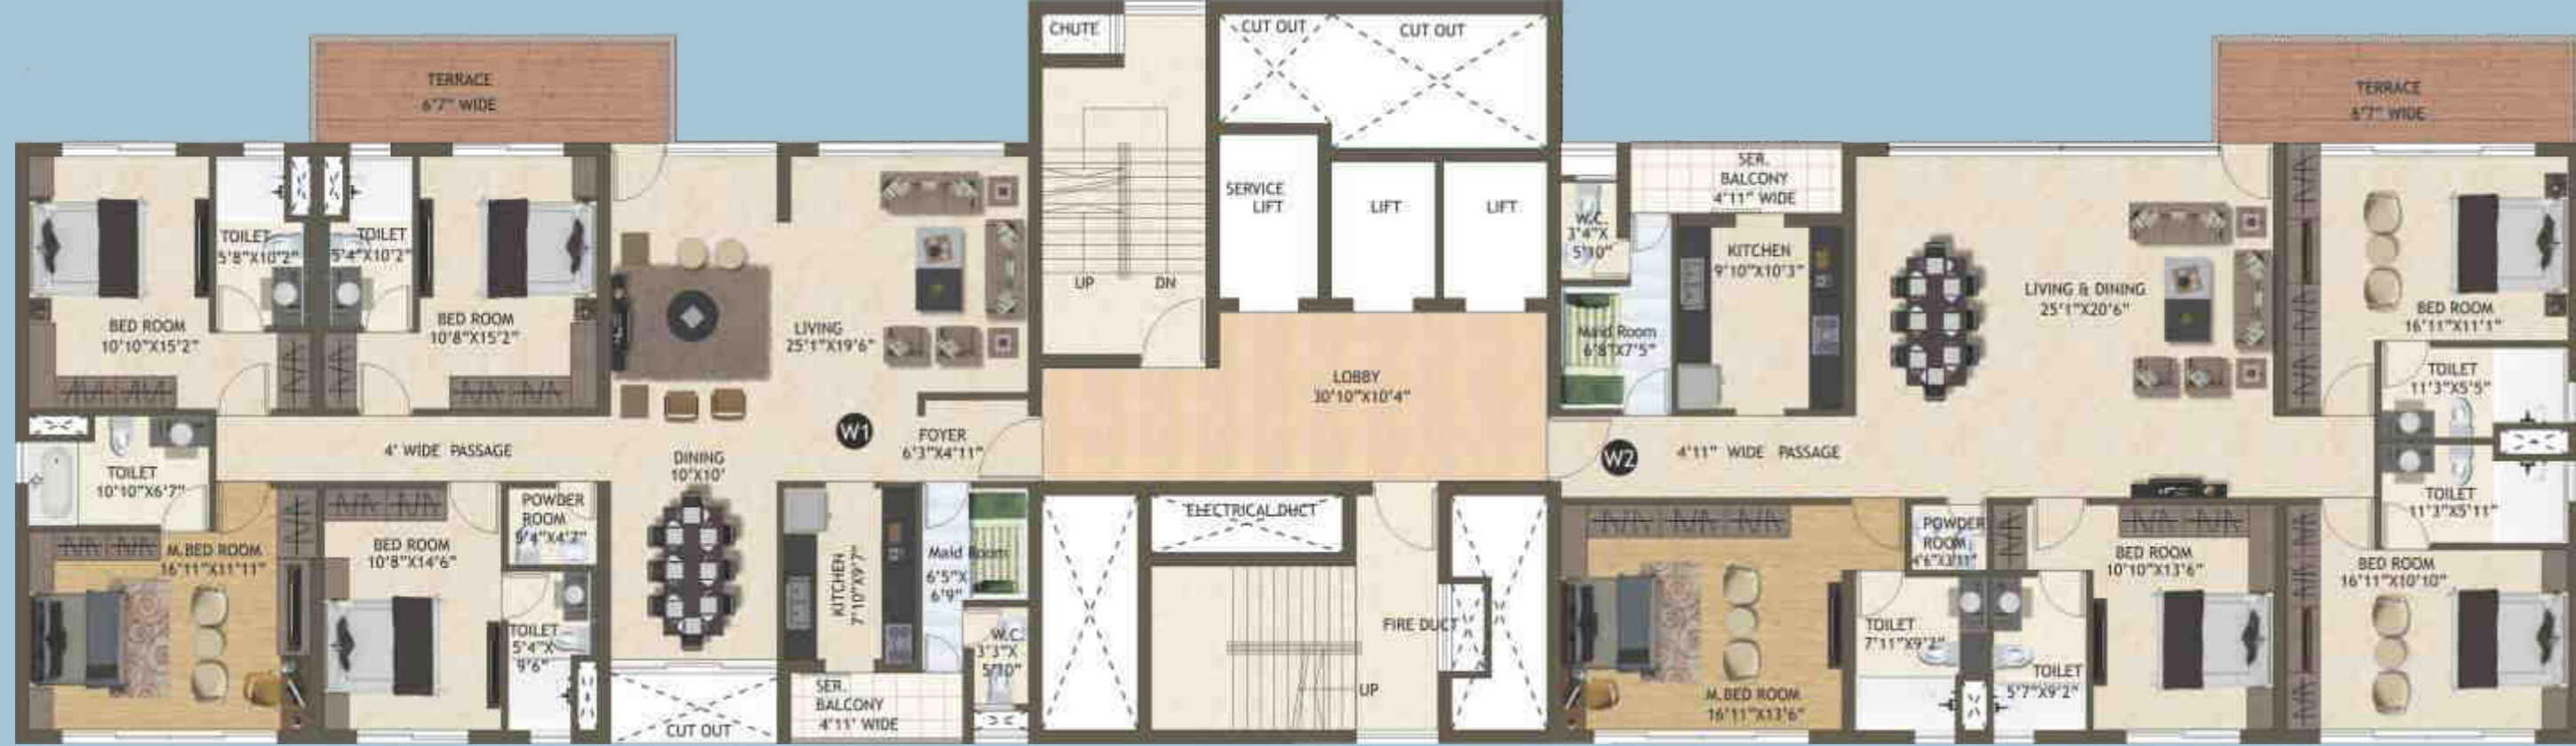 TERRACE
6'7" WIDE
BED ROOM
10'10"X15'2"
TOILET
5'8"X10'2"
TOILET
5'4"X10'2"
BED ROOM
10'8"X15'2"
LIVING
25'1"X19'6"
4' WIDE PASSAGE
DINING
10'X10'
W1
FOYER
6'3"X4'11"
TOILET
10'10"X6'7"
M.BED ROOM
16'11"X11'11"
BED ROOM
10'8"X14'6"
POWDER
ROOM
5'4"X4'7"
TOILET
5'4"X
9'6"
KITCHEN
7'10"X9'7"
Maid Room
6'5"X
6'9"
W.C.
3'3"X
5'10"
SER.
BALCONY
4'11' WIDE
CUT OUT
CHUTE
CUT OUT
CUT OUT
SERVICE
LIFT
LIFT
LIFT
UP
DN
LOBBY
30'10"X10'4"
ELECTRICAL DUCT
FIRE DUCT
UP
SER.
BALCONY
4'11" WIDE
W.C.
3'4"X
5'10"
KITCHEN
9'10"X10'3"
Maid Room
6'8"X7'5"
W2
4'11" WIDE PASSAGE
LIVING & DINING
25'1"X20'6"
TERRACE
6'7" WIDE
BED ROOM
16'11"X11'1"
TOILET
11'3"X5'5"
TOILET
11'3"X5'11"
BED ROOM
16'11"X10'10"
BED ROOM
10'10"X13'6"
POWDER
ROOM
4'6"X3'11"
TOILET
7'11"X9'2"
TOILET
5'7"X9'2"
M.BED ROOM
16'11"X13'6"